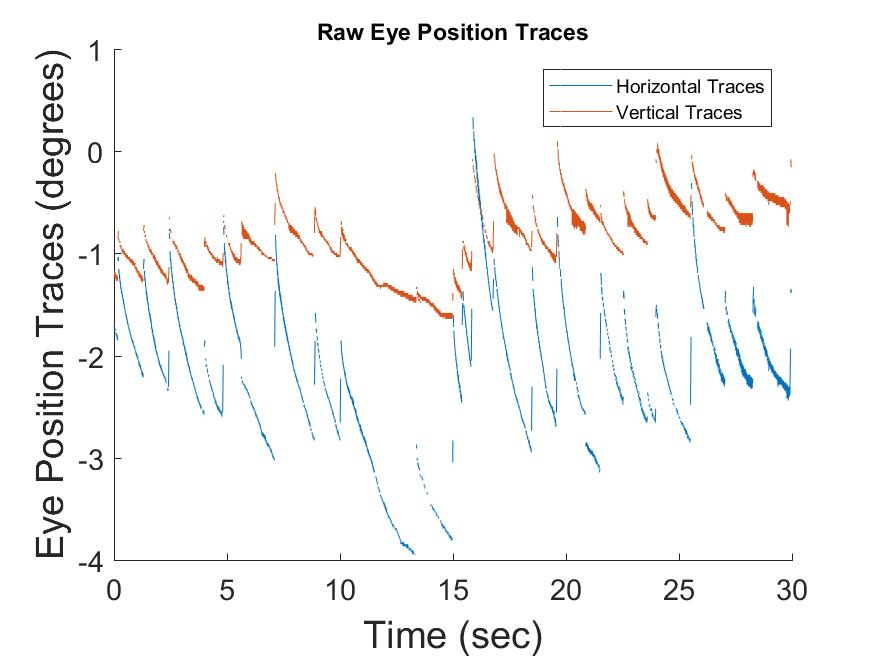 Raw Eye Position Traces
Horizontal Traces
Vertical Traces
Eye Position Traces (degrees)
1
0
-1
-2
-3
-4
0 5 10 15 20 25 30
Time (sec)